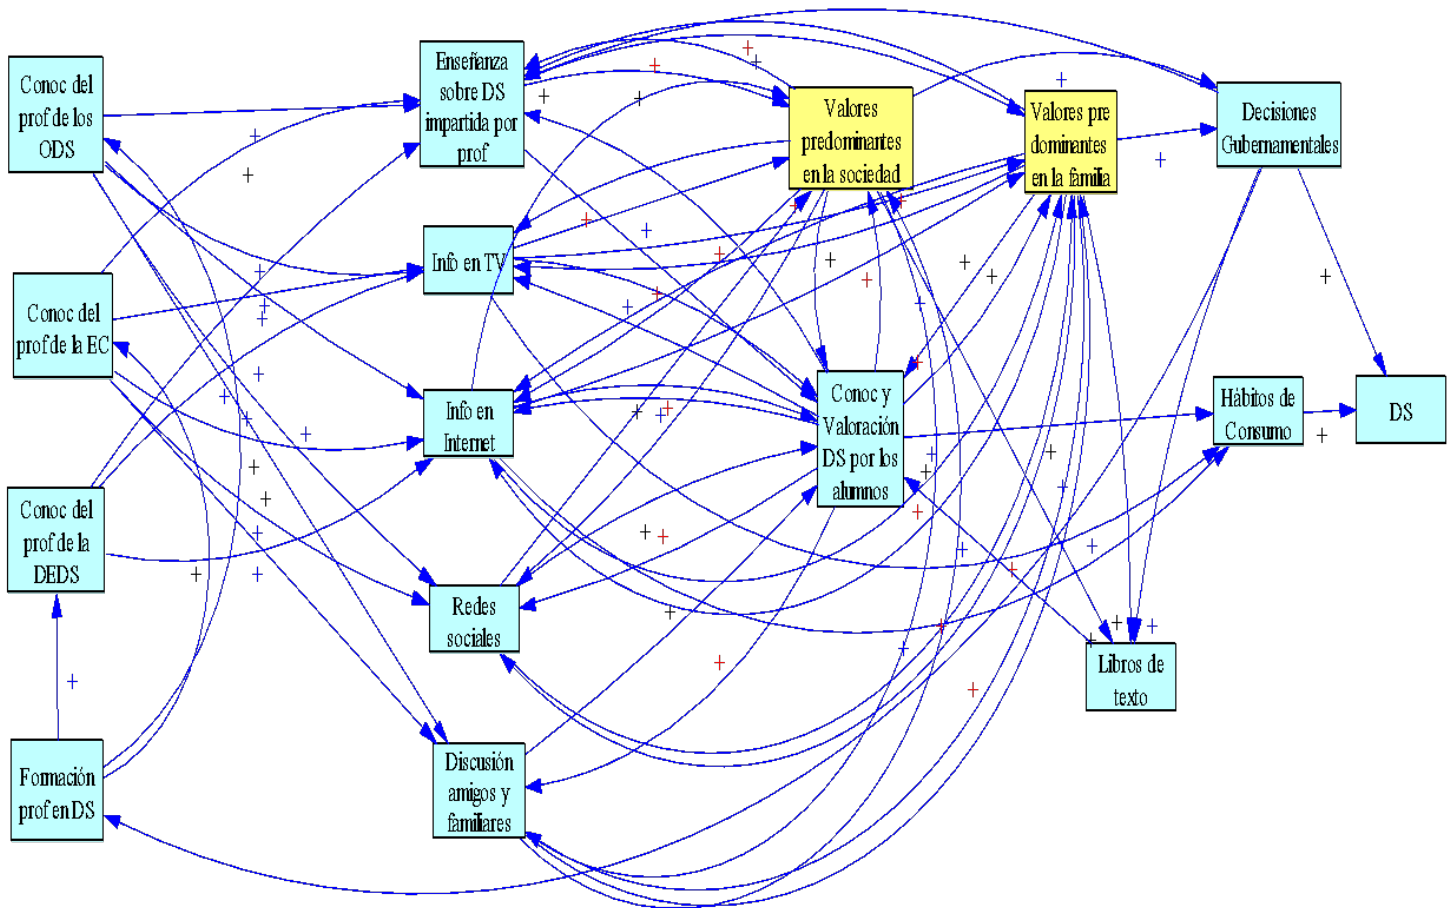 Conoc del
prof de los
ODS
Enseñanza
sobre DS
impartida por
prof
Valores
predominantes
en la sociedad
Valores pre
dominantes
en la familia
Decisiones
Gubernamentales
Info en TV
Conoc del
prof de la EC
Info en
Internet
Conoc y
Valoración
DS por los
alumnos
Hábitos de
Consumo
DS
Conoc del
prof de la
DEDS
Redes
sociales
Libros de
texto
Formación
prof en DS
Discusión
amigos y
familiares